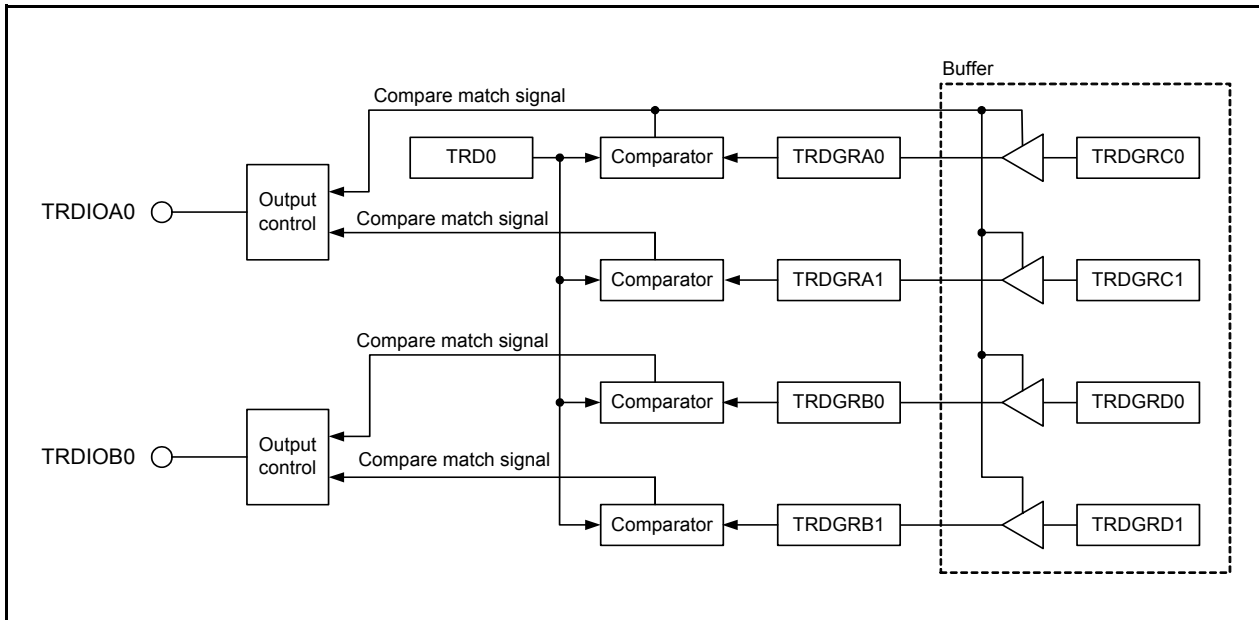 Buffer
Compare match signal
TRD0
Comparator
TRDGRA0
TRDGRC0
TRDIOA0
Output
control
Compare match signal
Comparator
TRDGRA1
TRDGRC1
Compare match signal
Comparator
TRDGRB0
TRDGRD0
TRDIOB0
Output
control
Compare match signal
Comparator
TRDGRB1
TRDGRD1